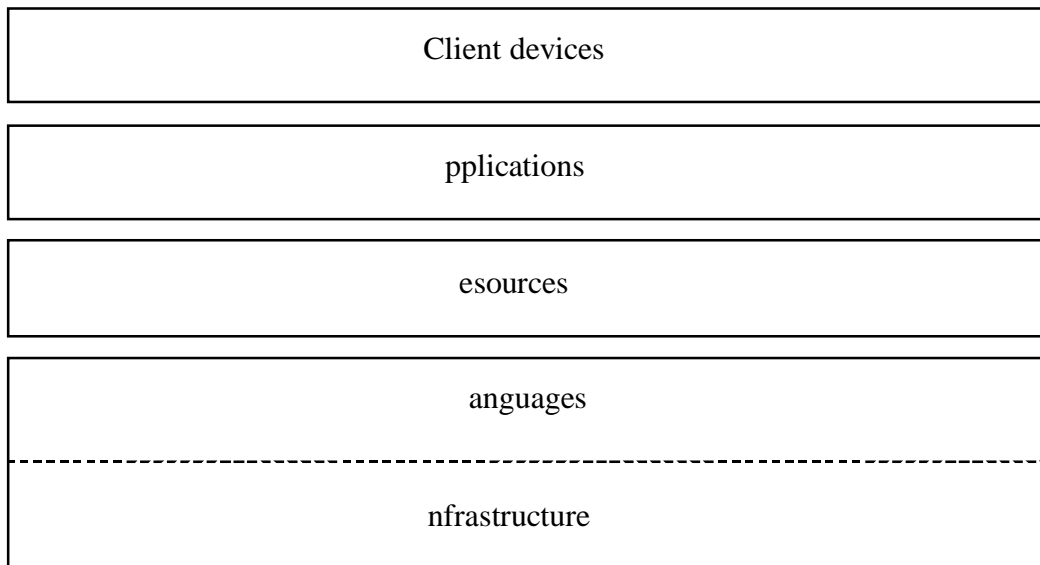 Client devices
pplications
esources
anguages
nfrastructure